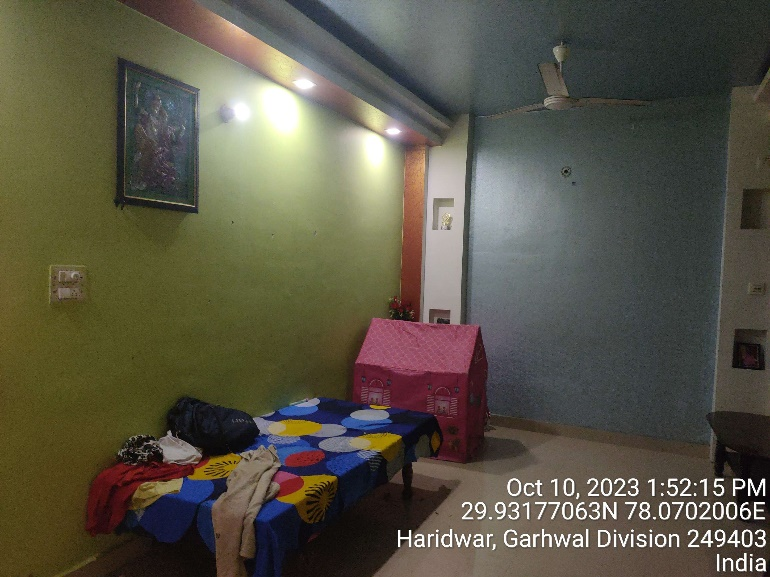 Oct 10, 2023 1:52:15 PM
29.93177063N 78.0702006E
Haridwar, Garhwal Division 249403
India